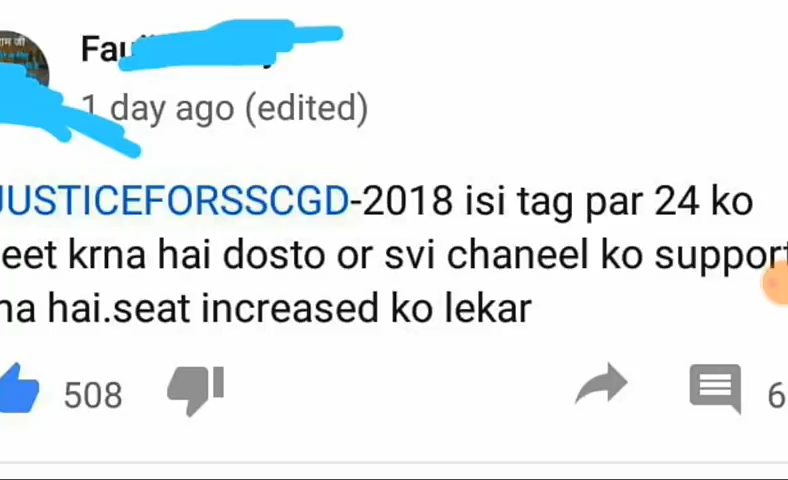 Fau
1 day ago (edited)
JUSTICEFORSSCGD-2018 isi tag par 24 ko
eet krna hai dosto or svi chaneel ko support
na hai.seat increased ko lekar
508
6